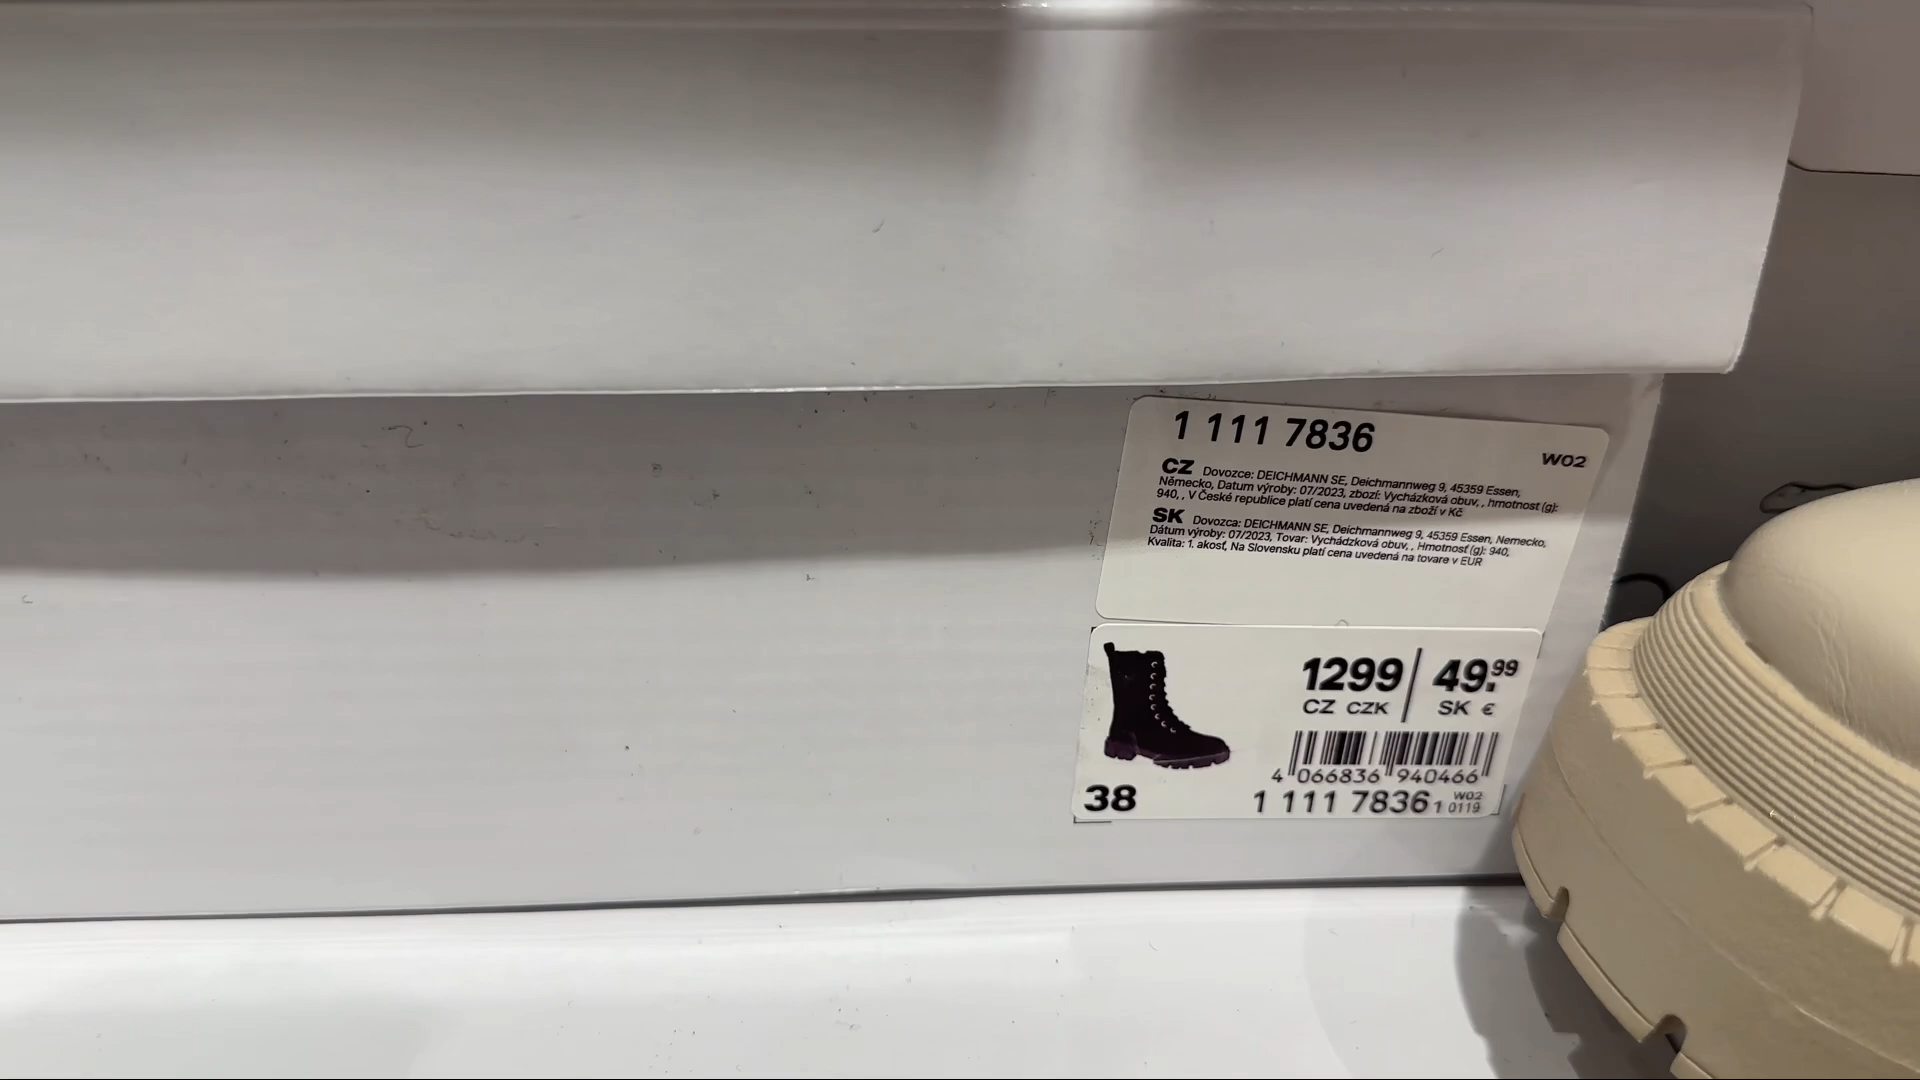 1 111 7836
W02
CZ Dovozce: DEICHMANN SE, Deichmannweg 9, 45359 Essen,
Německo, Datum výroby: 07/2023, zbozí: Vycházková obuv, , hmotnost (g):
940, , V České republice platí cena uvedená na zboží v Kč
SK Dovozca: DEICHMANN SE, Deichmannweg 9, 45359 Essen, Nemecko,
Dátum výroby: 07/2023, Tovar: Vychádzková obuv, , Hmotnosť (g): 940,
Kvalita: 1. akosť, Na Slovensku platí cena uvedená na tovare v EUR
1299 49.99
CZ CZK SK €
4 066836 940466
38
1 111 7836 1 W02 0119